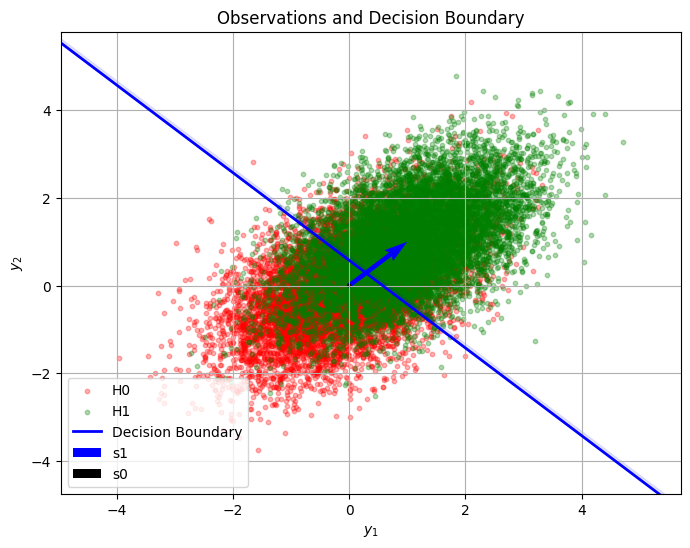 Observations and Decision Boundary
y₂
4
2
0
−2
−4
H0
H1
Decision Boundary
s1
s0
−4
−2
0
2
4
y₁